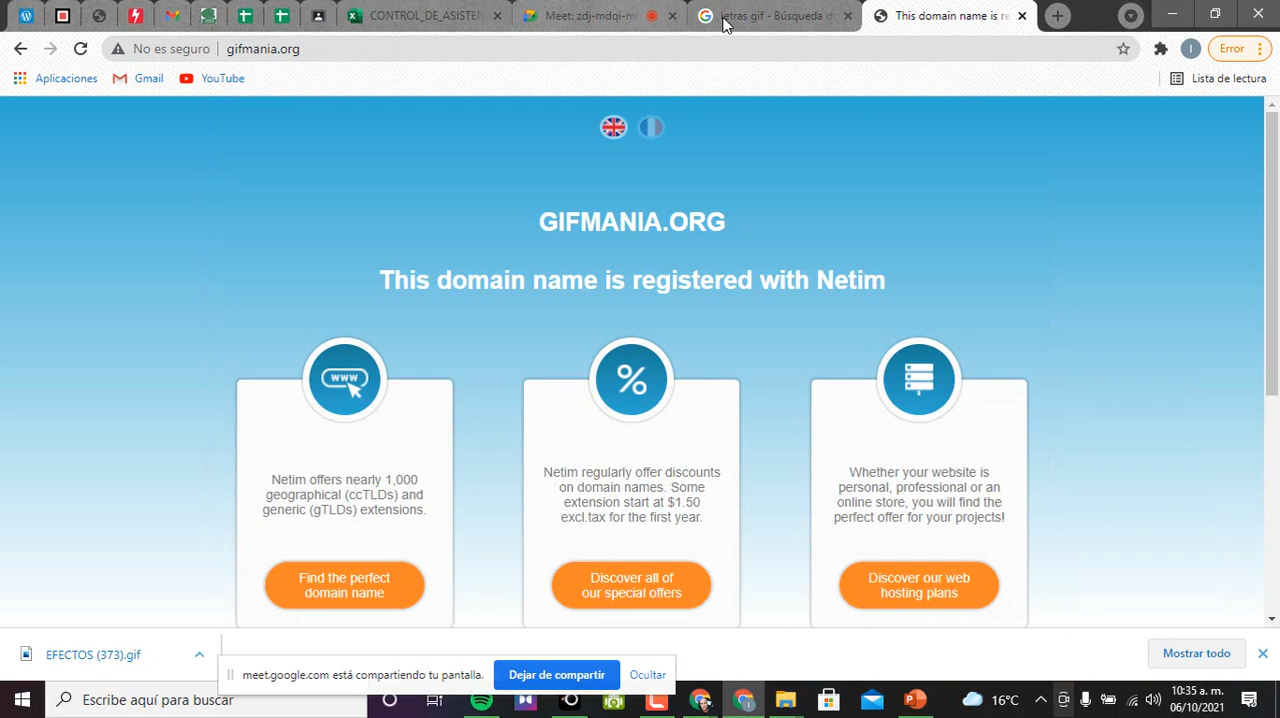 CONTROL_DE_ASISTEN
Meet: zdj-mdqi-m
letras gif - Búsqueda
This domain name is r
No es seguro
gifmania.org
Error
Aplicaciones
Gmail
YouTube
Lista de lectura
GIFMANIA.ORG
This domain name is registered with Netim
www
%
Netim offers nearly 1,000
geographical (ccTLDs) and
generic (gTLDs) extensions.
Find the perfect
domain name
Netim regularly offer discounts
on domain names. Some
extension start at $1.50
excl.tax for the first year.
Discover all of
our special offers
Whether your website is
personal, professional or an
online store, you will find the
perfect offer for your projects!
Discover our web
hosting plans
EFECTOS (373).gif
Mostrar todo
meet.google.com está compartiendo tu pantalla.
Dejar de compartir
Ocultar
Escribe aquí para buscar
16°C
10:35 a. m.
06/10/2021